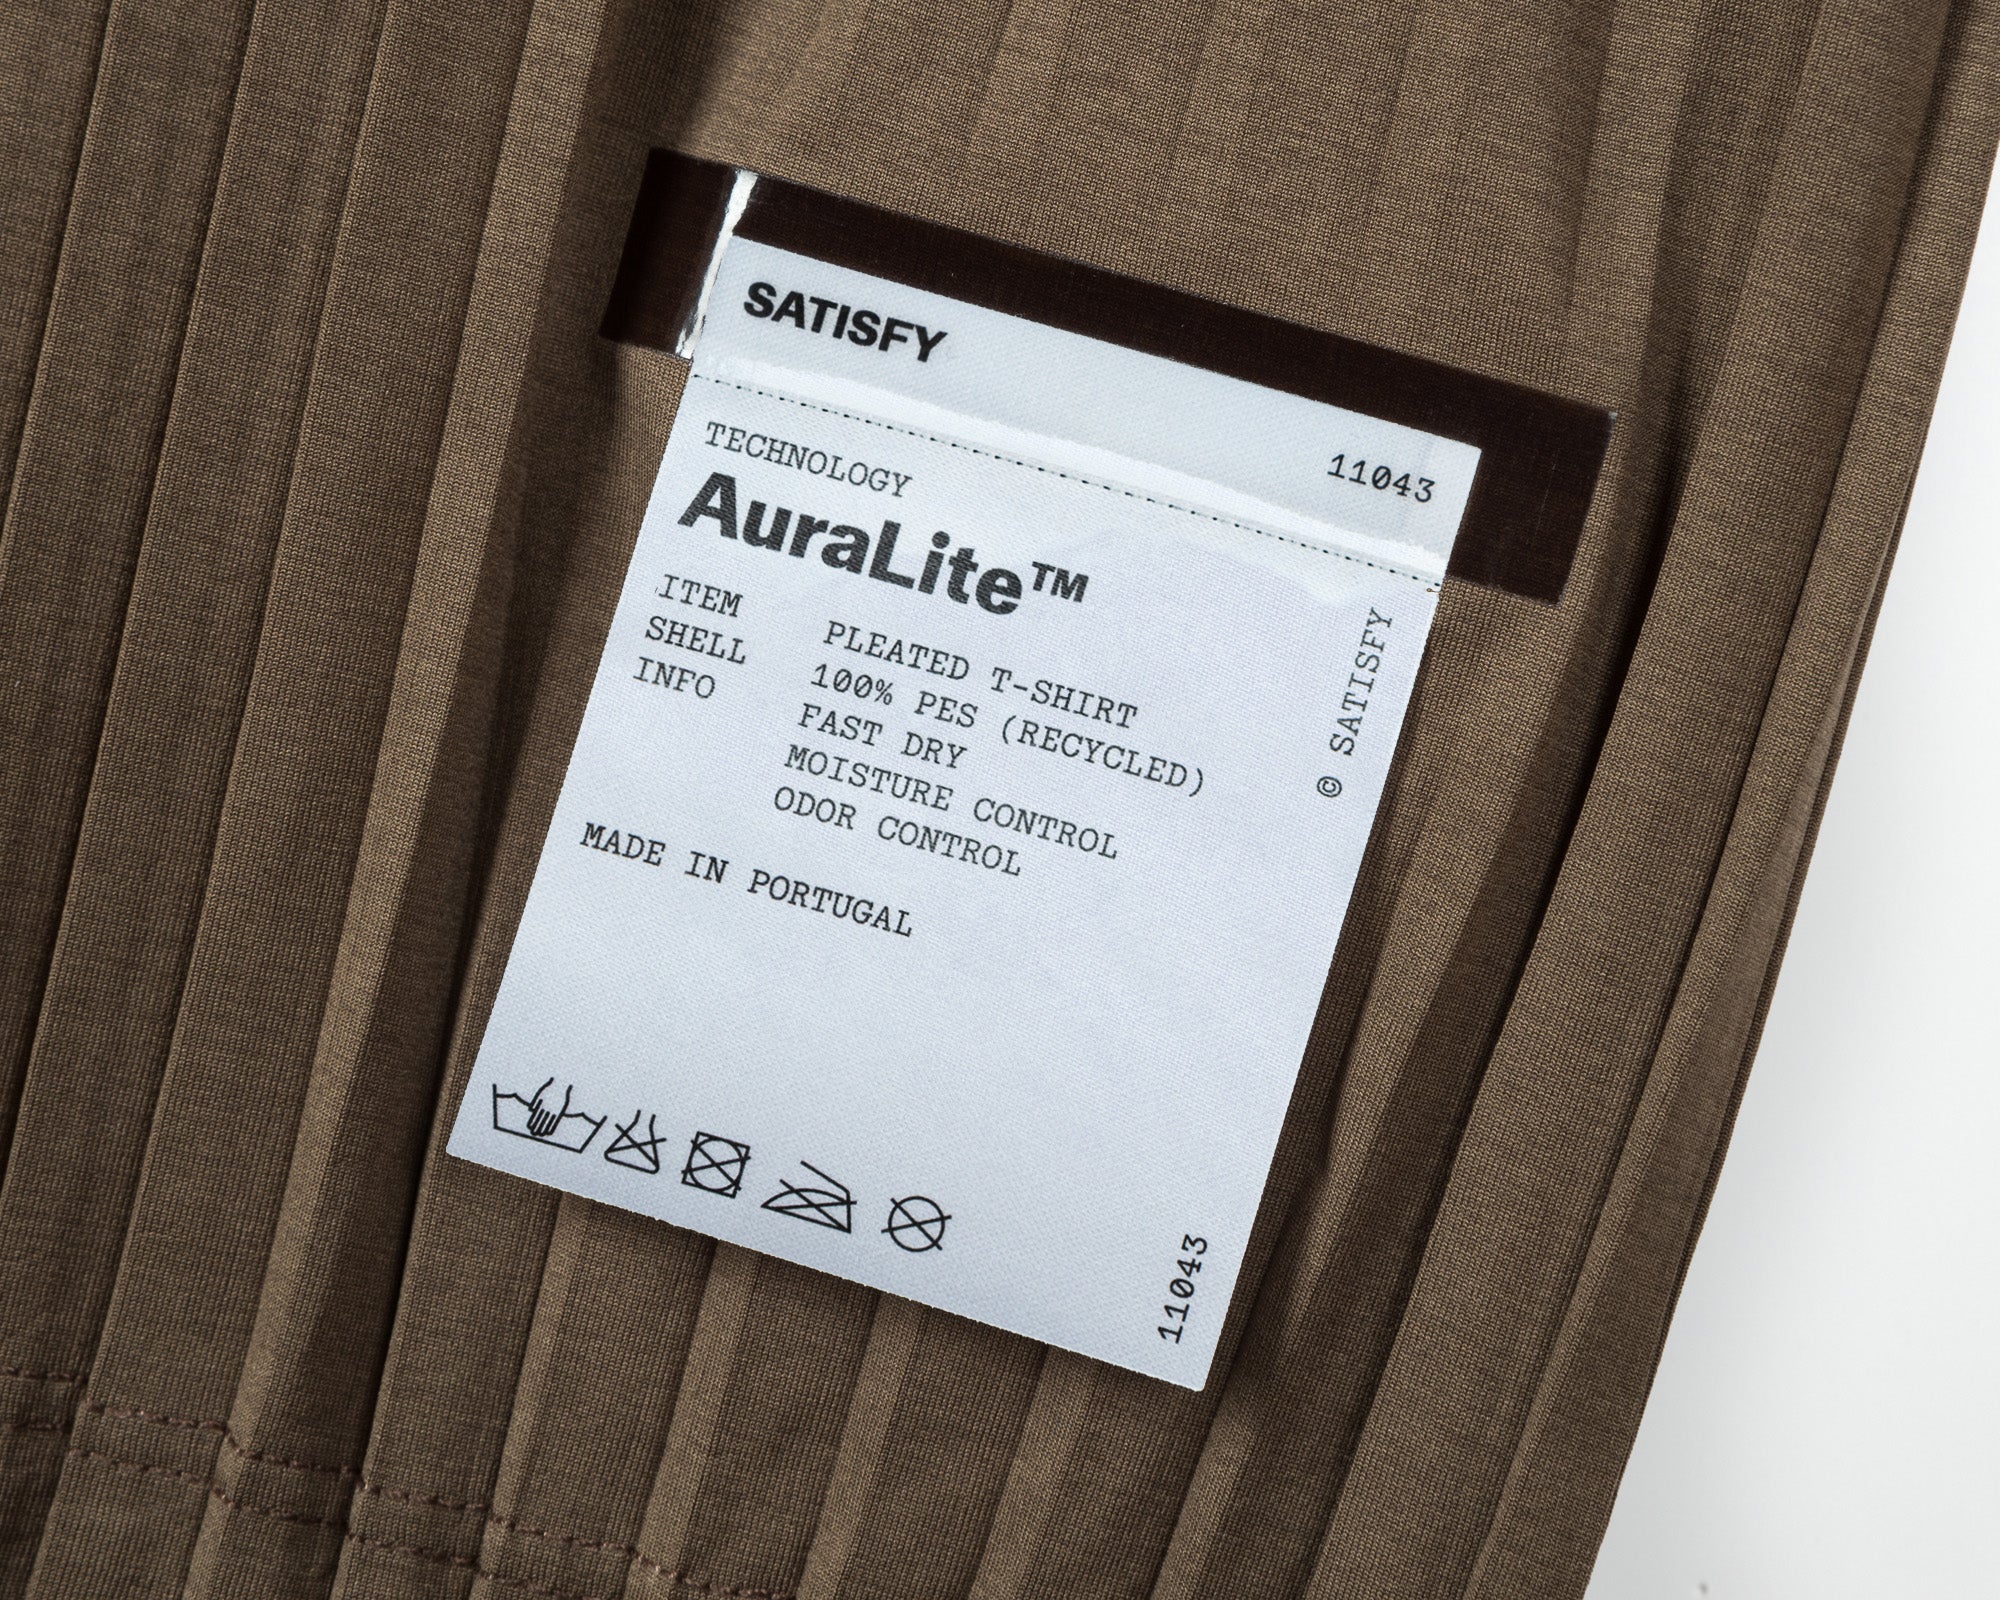 SATISFY
11043
TECHNOLOGY
AuraLite™
ITEM PLEATED T-SHIRT
SHELL 100% PES (RECYCLED)
INFO FAST DRY
MOISTURE CONTROL
ODOR CONTROL
MADE IN PORTUGAL
© SATISFY
11043